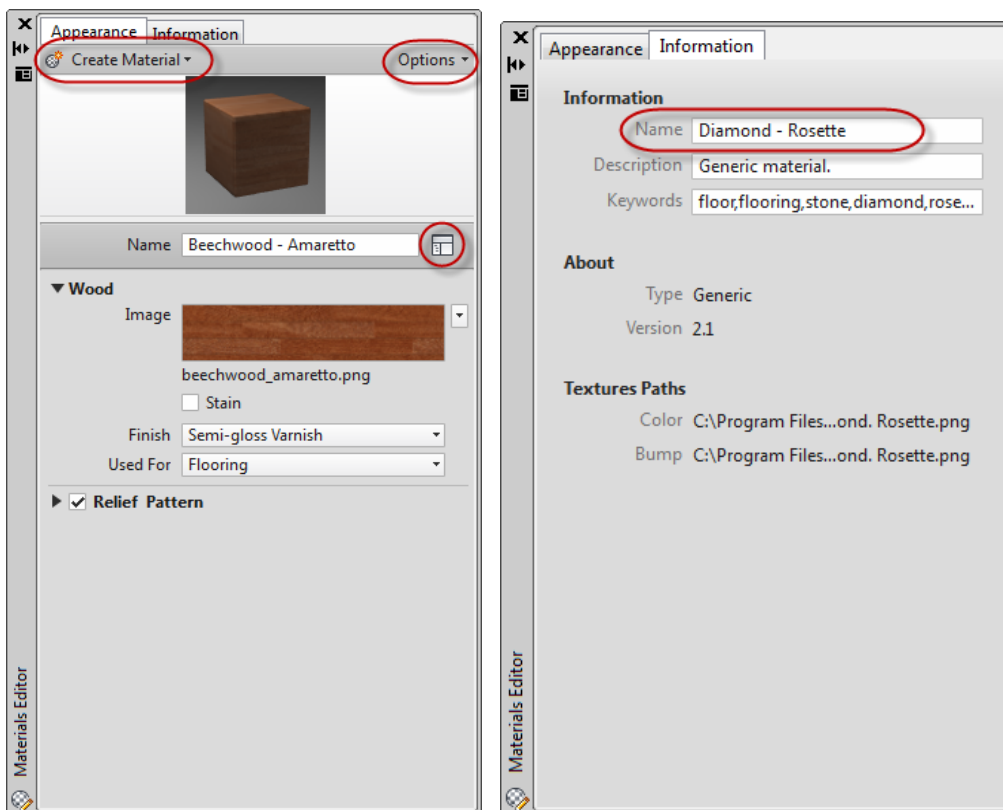 Appearance Information
Create Material Options
Name Beechwood - Amaretto
Wood
Image
beechwood_amaretto.png
Stain
Finish Semi-gloss Varnish
Used For Flooring
Relief Pattern
Materials Editor
Appearance Information
Information
Name Diamond - Rosette
Description Generic material.
Keywords floor,flooring,stone,diamond,rose...
About
Type Generic
Version 2.1
Textures Paths
Color C:\Program Files...ond. Rosette.png
Bump C:\Program Files...ond. Rosette.png
Materials Editor